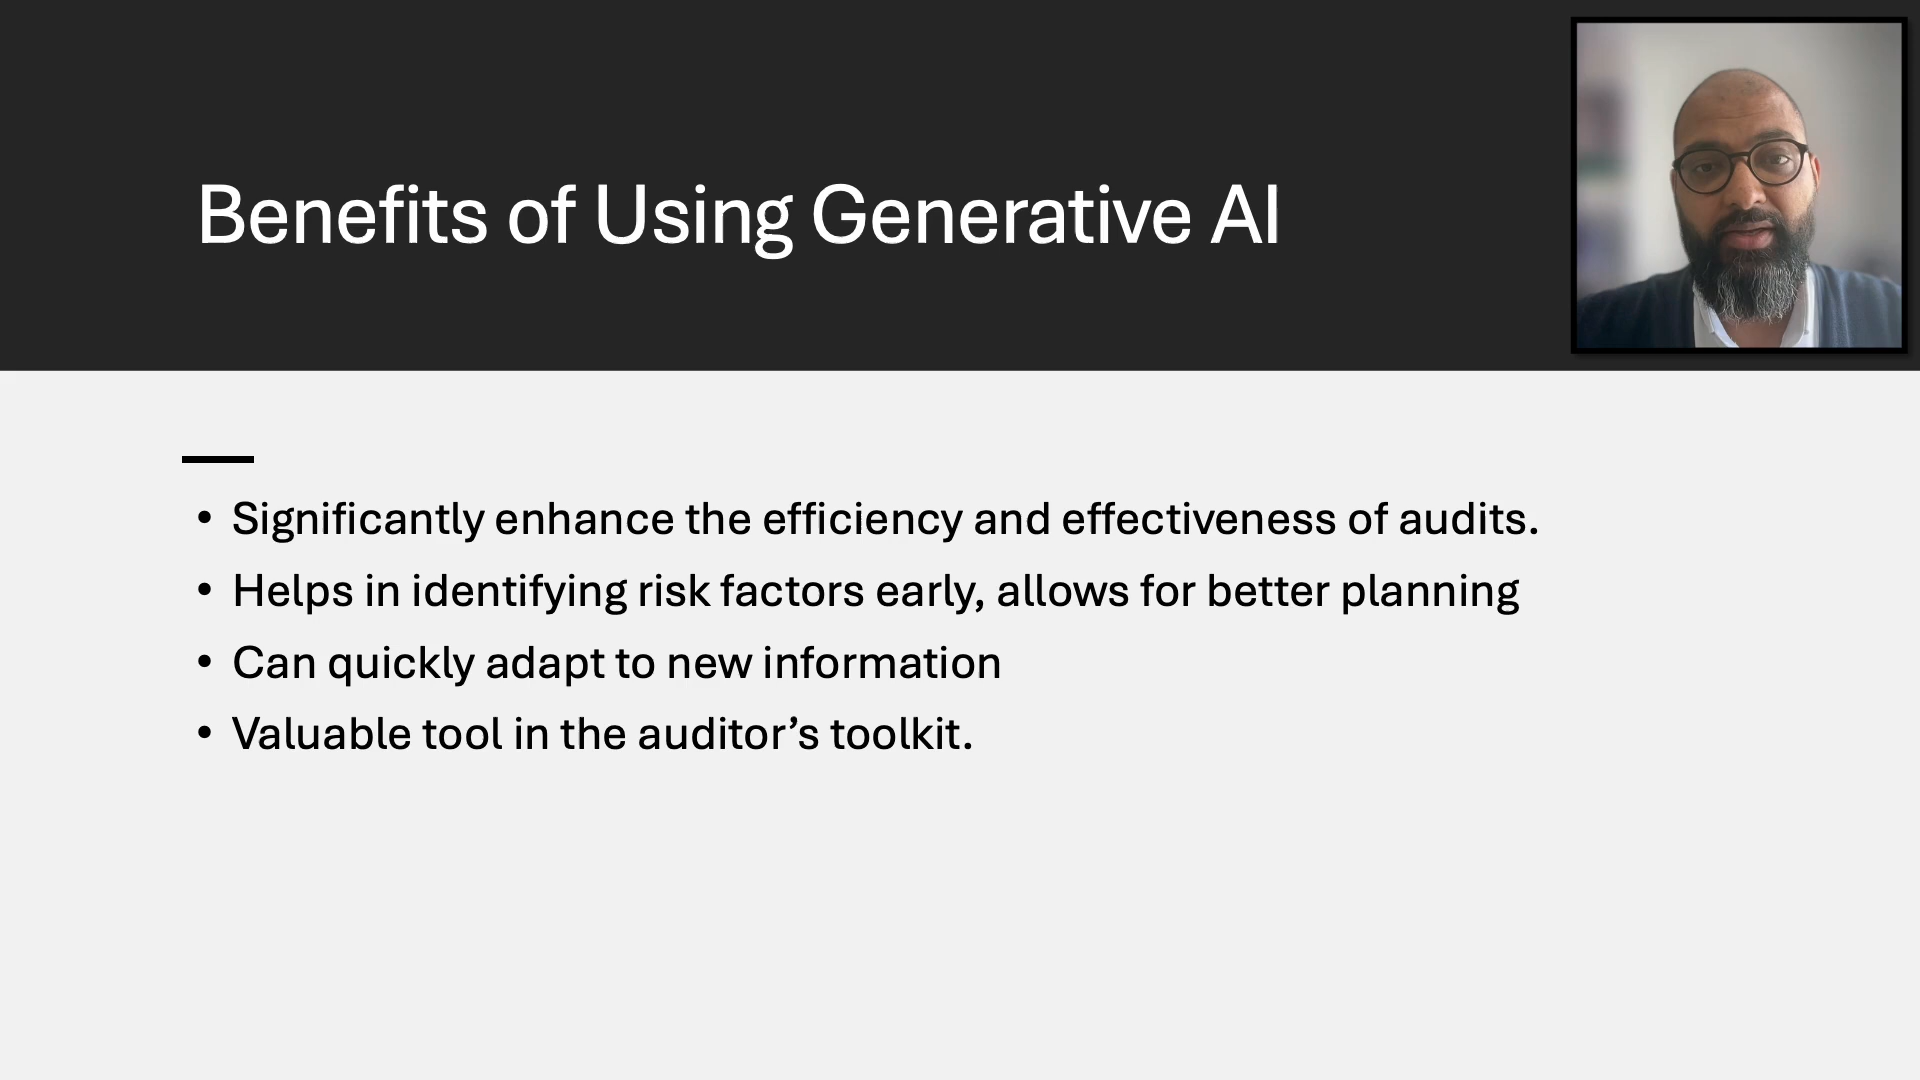 Benefits of Using Generative AI
• Significantly enhance the efficiency and effectiveness of audits.
• Helps in identifying risk factors early, allows for better planning
• Can quickly adapt to new information
• Valuable tool in the auditor’s toolkit.